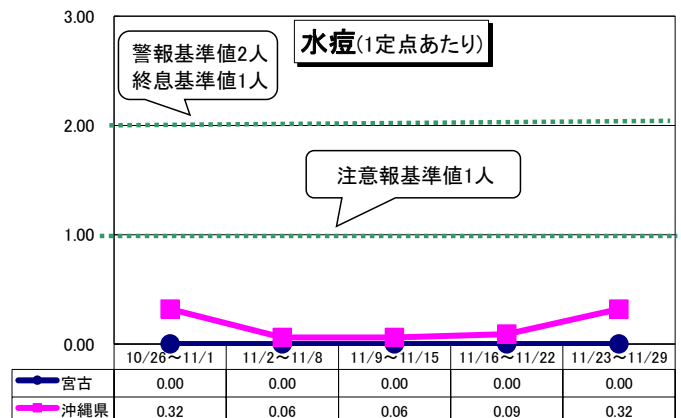 水痘(1定点あたり)
警報基準値2人
終息基準値1人
注意報基準値1人
3.00
2.00
1.00
0.00
10/26～11/1 11/2～11/8 11/9～11/15 11/16～11/22 11/23～11/29
宮古 0.00 0.00 0.00 0.00 0.00
沖縄県 0.32 0.06 0.06 0.09 0.32